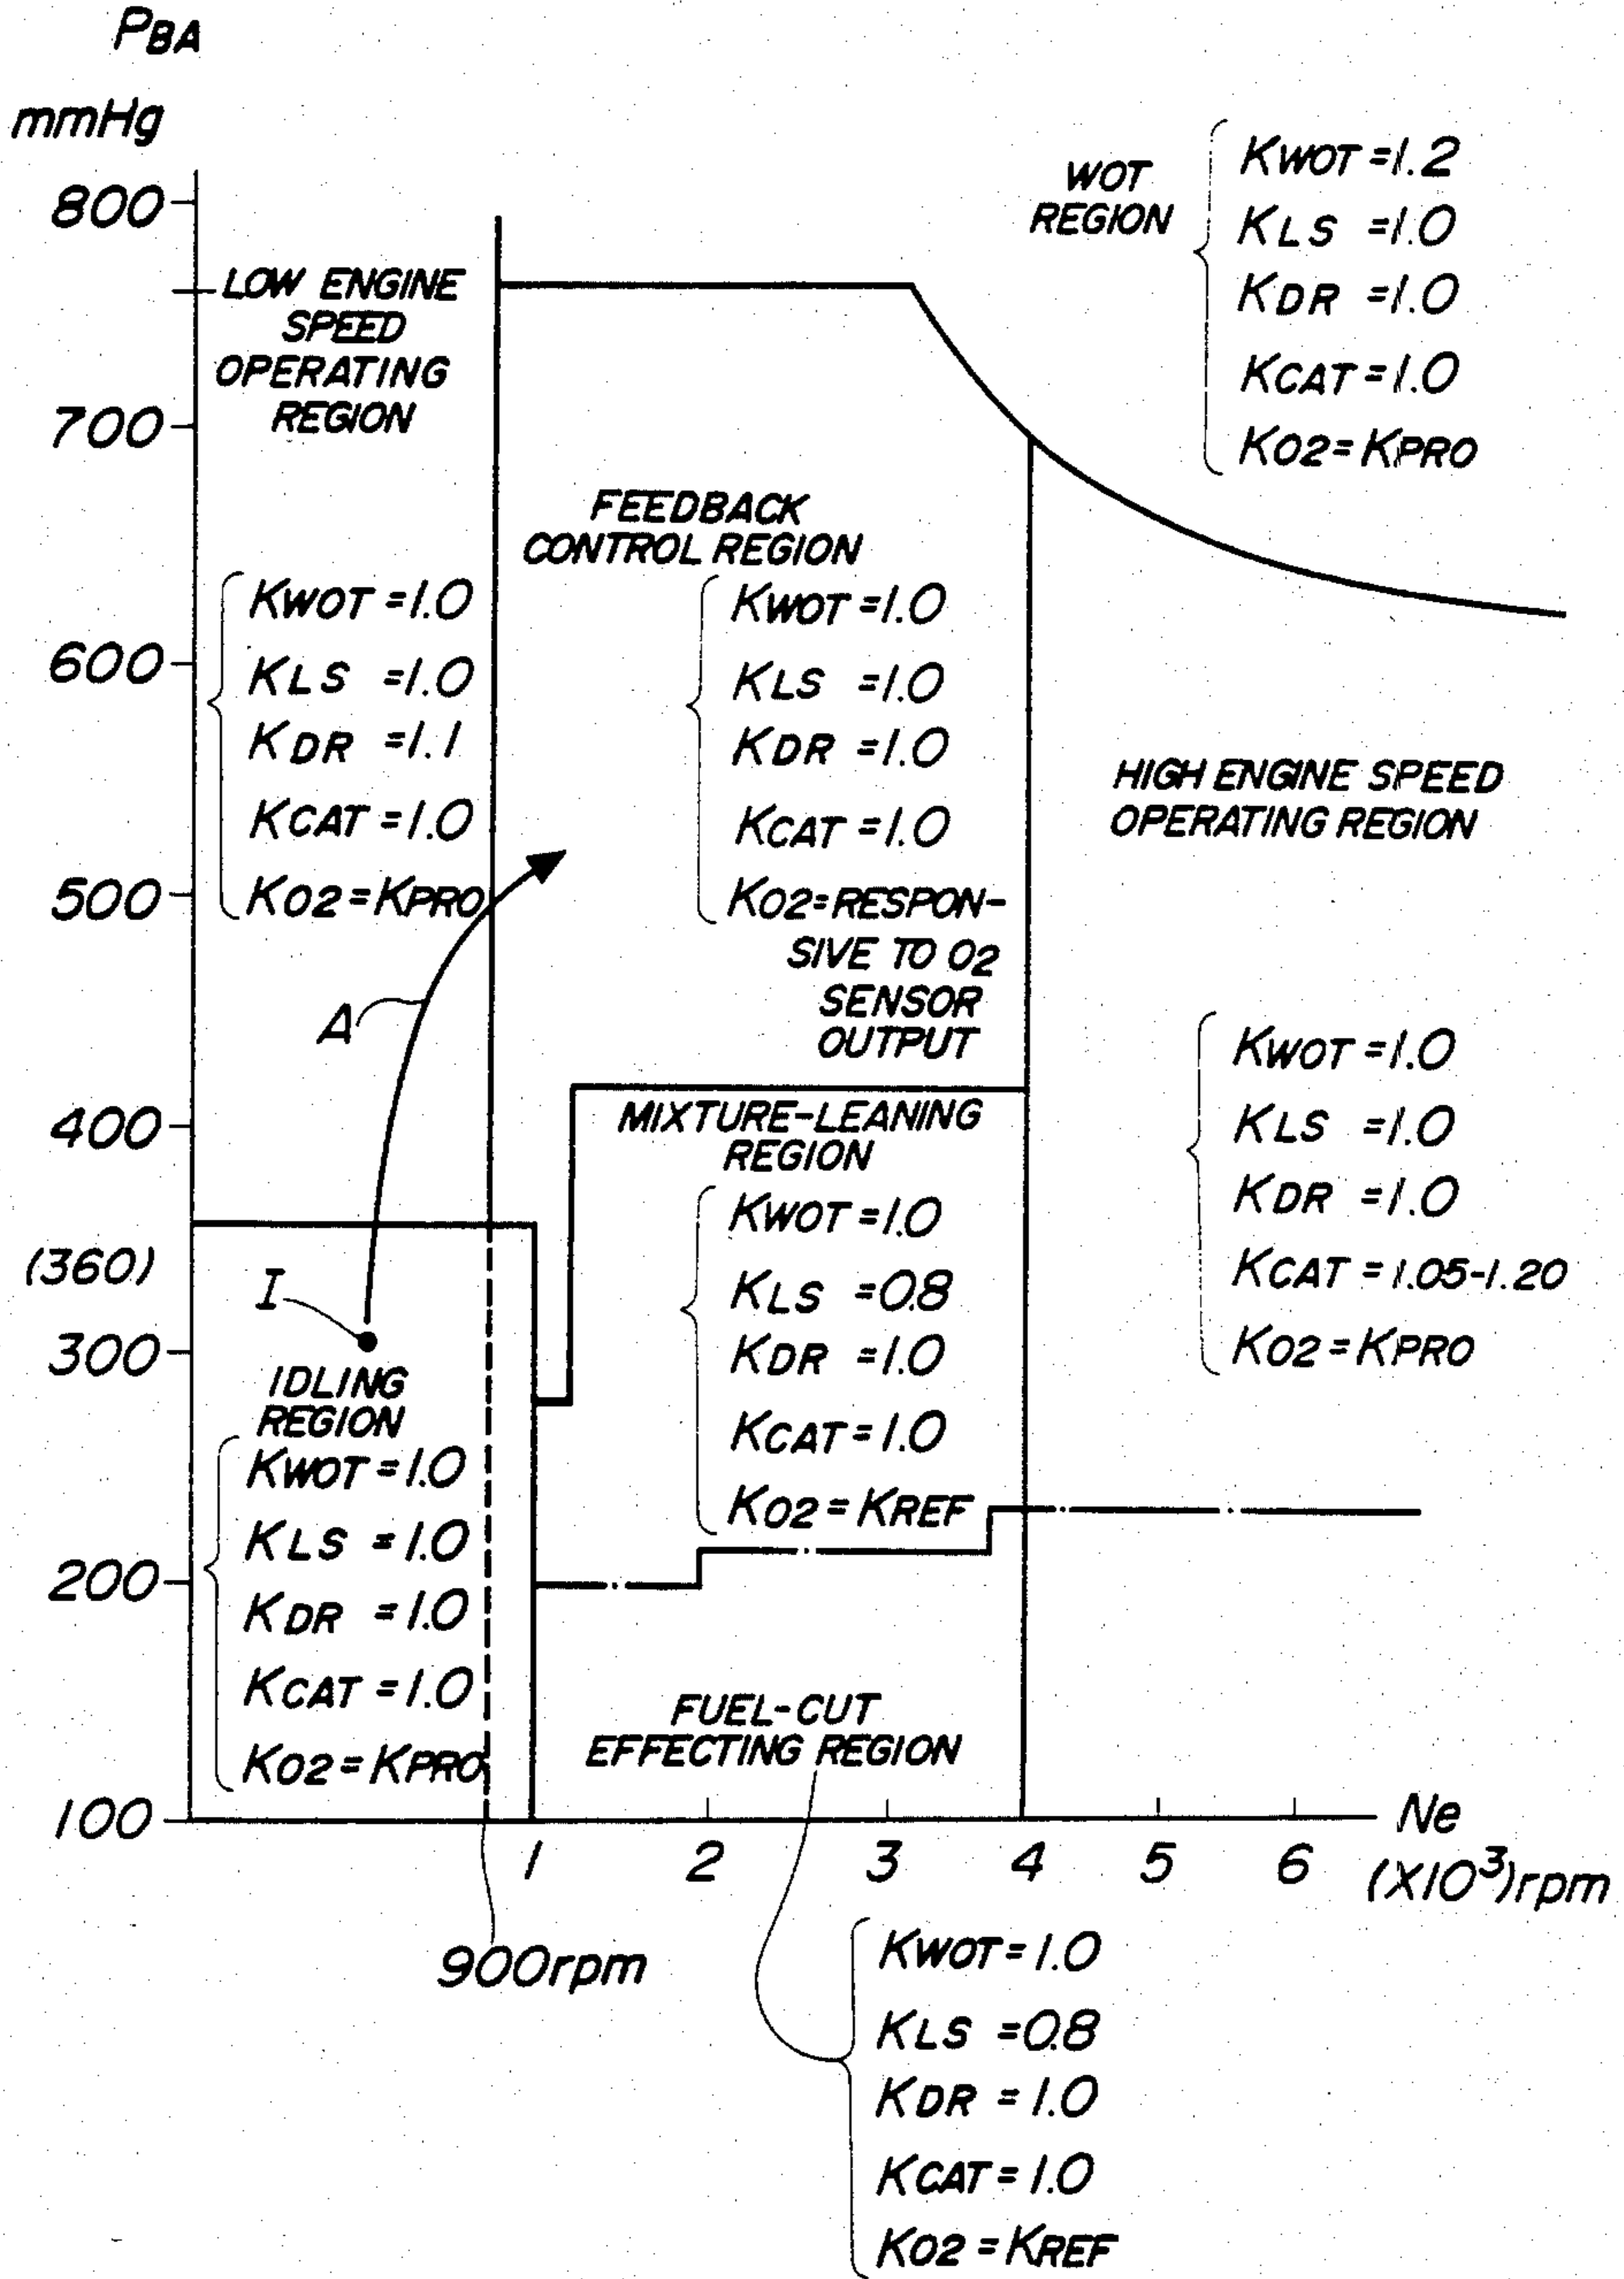 PBA
mmHg
800
700
600
500
400
(360)
300
200
100
LOW ENGINE
SPEED
OPERATING
REGION
KWOT=1.0
KLS =1.0
KDR =1.1
KCAT=1.0
KO2=KPRO
A
I
IDLING
REGION
KWOT=1.0
KLS =1.0
KDR =1.0
KCAT=1.0
KO2=KPRO
FEEDBACK
CONTROL REGION
KWOT=1.0
KLS =1.0
KDR =1.0
KCAT=1.0
KO2=RESPON-
SIVE TO O2
SENSOR
OUTPUT
MIXTURE-LEANING
REGION
KWOT=1.0
KLS =0.8
KDR =1.0
KCAT=1.0
KO2=KREF
FUEL-CUT
EFFECTING REGION
WOT
REGION
KWOT=1.2
KLS =1.0
KDR =1.0
KCAT=1.0
KO2=KPRO
HIGH ENGINE SPEED
OPERATING REGION
KWOT=1.0
KLS =1.0
KDR =1.0
KCAT=1.05-1.20
KO2=KPRO
1 2 3 4 5 6
Ne
(X10³)rpm
900rpm
KWOT=1.0
KLS =0.8
KDR =1.0
KCAT=1.0
KO2=KREF